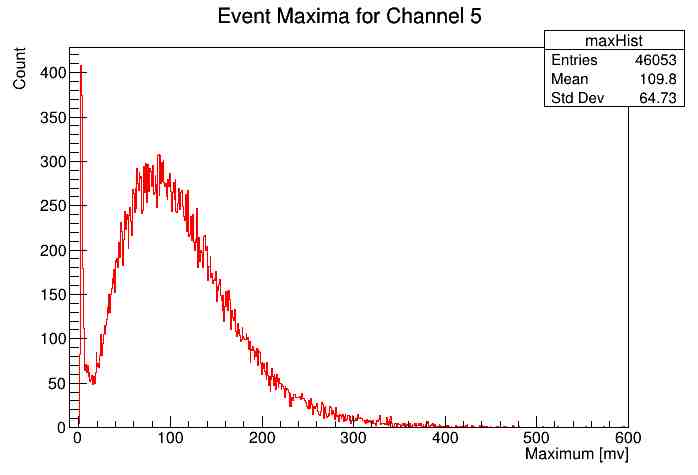 Event Maxima for Channel 5
maxHist
Entries 46053
Mean 109.8
Std Dev 64.73
Count
400
350
300
250
200
150
100
50
0
0 100 200 300 400 500 600
Maximum [mv]